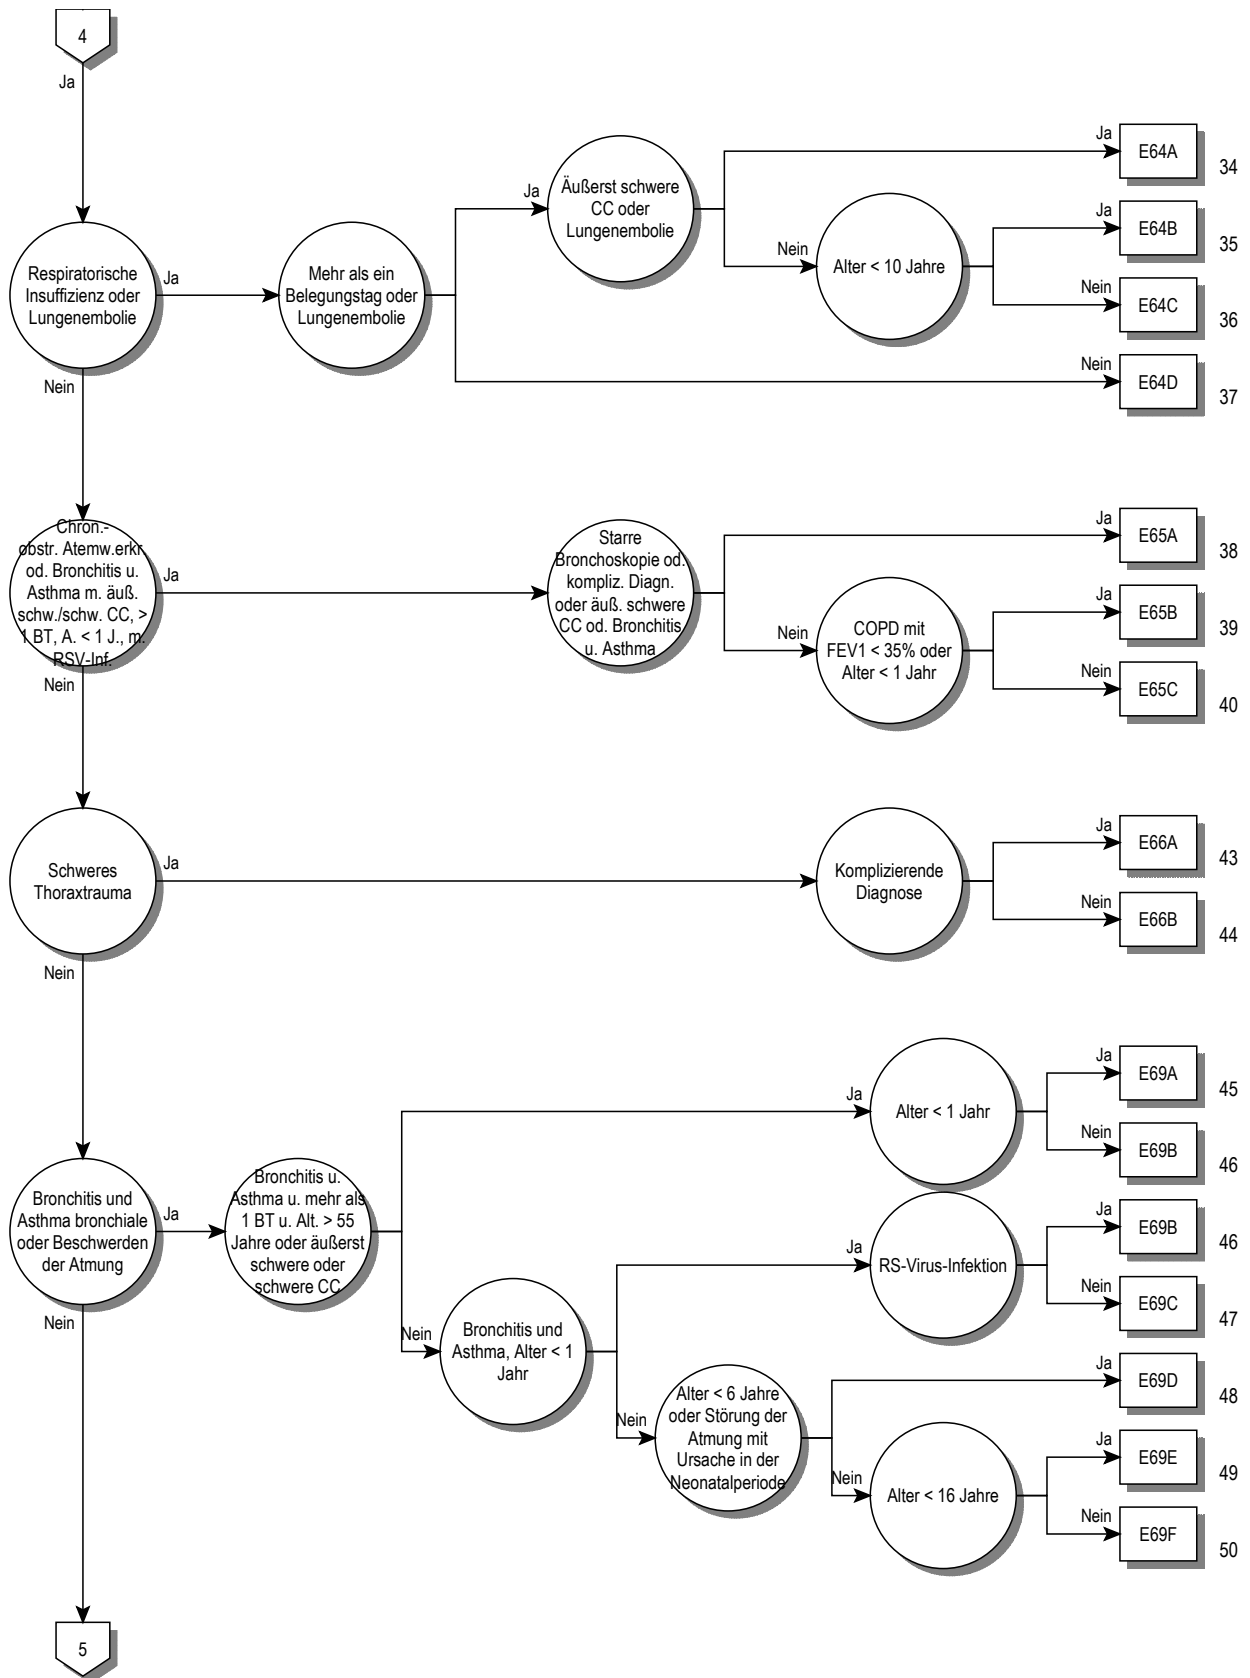 4
Ja
Respiratorische
Insuffizienz oder
Lungenembolie
Ja
Mehr als ein
Belegungstag oder
Lungenembolie
Ja
Äußerst schwere
CC oder
Lungenembolie
Ja
E64A
34
Nein
Alter < 10 Jahre
Ja
E64B
35
Nein
E64C
36
Nein
E64D
37
Nein
Chron.-
obstr. Atemw.erkr.
od. Bronchitis u.
Asthma m. äuß.
schw./schw. CC, >
1 BT, A. < 1 J., m.
RSV-Inf.
Ja
Starre
Bronchoskopie od.
kompliz. Diagn.
oder äuß. schwere
CC od. Bronchitis
u. Asthma
Ja
E65A
38
Nein
COPD mit
FEV1 < 35% oder
Alter < 1 Jahr
Ja
E65B
39
Nein
E65C
40
Nein
Schweres
Thoraxtrauma
Ja
Komplizierende
Diagnose
Ja
E66A
43
Nein
E66B
44
Nein
Bronchitis und
Asthma bronchiale
oder Beschwerden
der Atmung
Ja
Bronchitis u.
Asthma u. mehr als
1 BT u. Alt. > 55
Jahre oder äußerst
schwere oder
schwere CC
Ja
Alter < 1 Jahr
Ja
E69A
45
Nein
E69B
46
Nein
Bronchitis und
Asthma, Alter < 1
Jahr
Ja
RS-Virus-Infektion
Ja
E69B
46
Nein
E69C
47
Nein
Alter < 6 Jahre
oder Störung der
Atmung mit
Ursache in der
Neonatalperiode
Ja
E69D
48
Nein
Alter < 16 Jahre
Ja
E69E
49
Nein
E69F
50
Nein
5